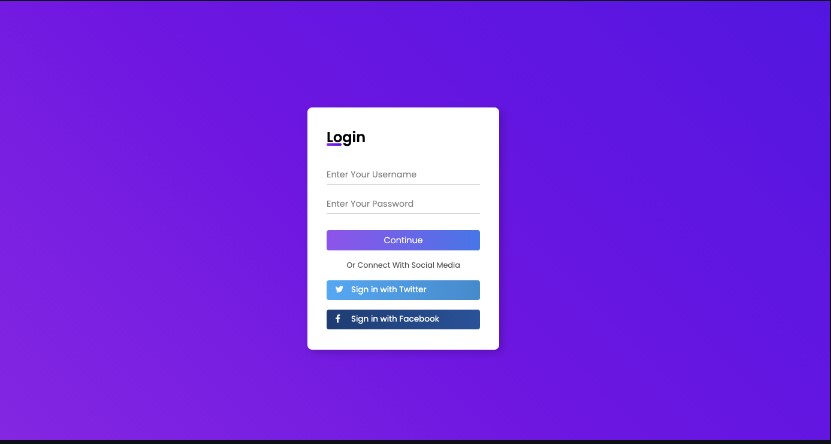 Login
Enter Your Username
Enter Your Password
Continue
Or Connect With Social Media
Sign in with Twitter
Sign in with Facebook